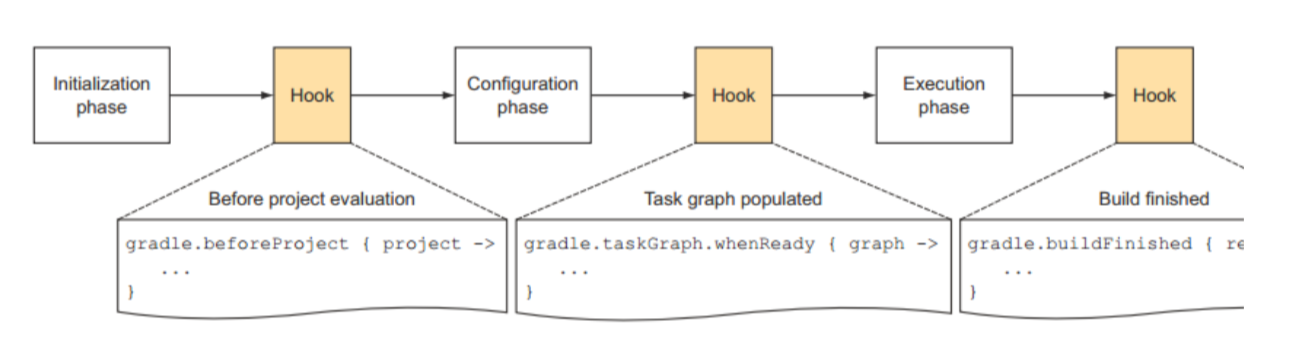 Initialization
phase
Hook
Configuration
phase
Hook
Execution
phase
Hook
Before project evaluation
Task graph populated
Build finished
gradle.beforeProject { project ->
...
}
gradle.taskGraph.whenReady { graph ->
...
}
gradle.buildFinished { re
...
}